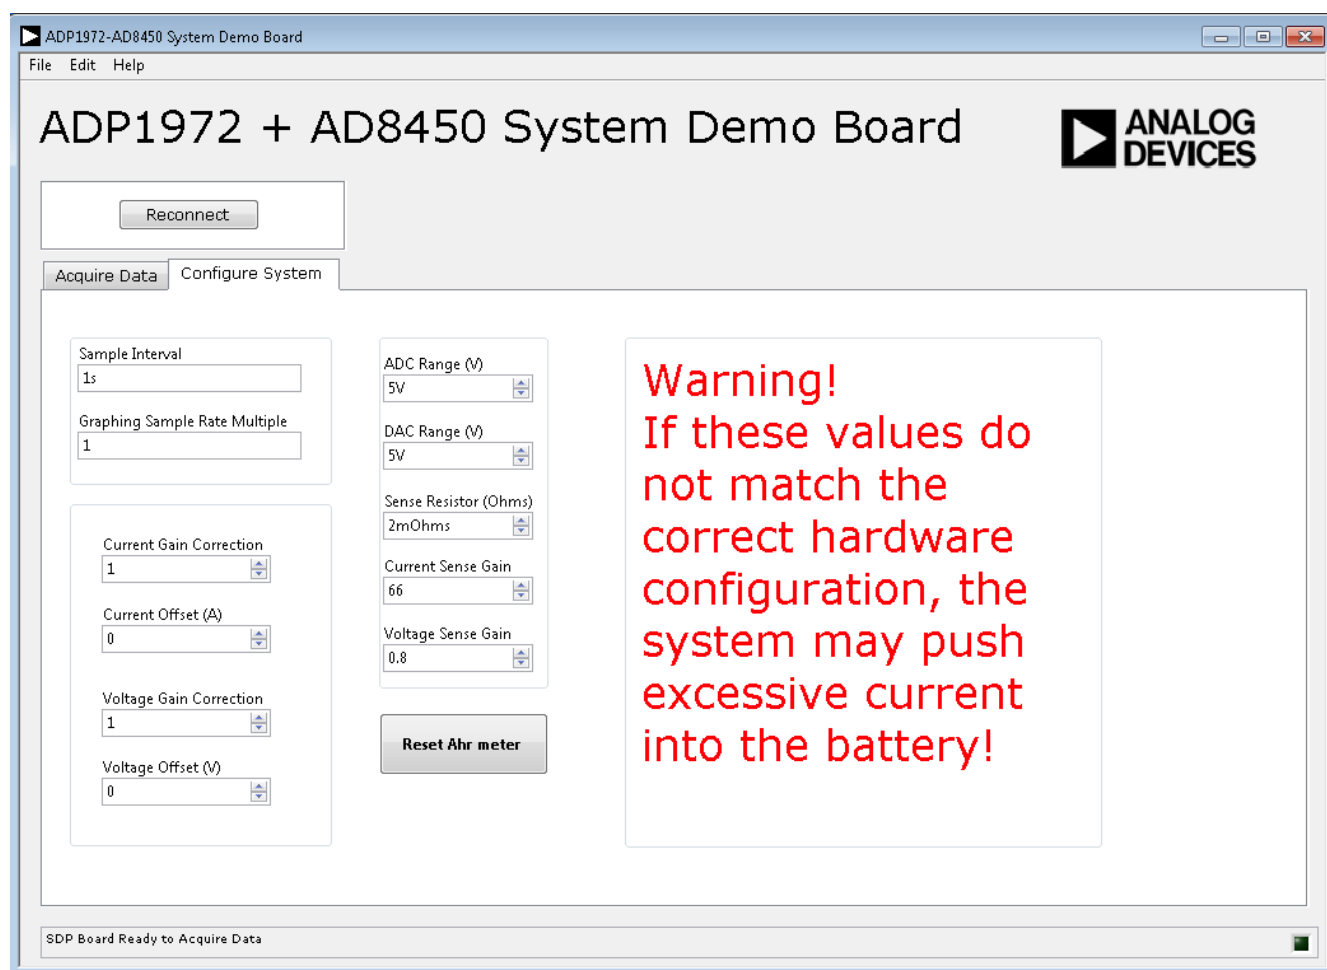 ADP1972-AD8450 System Demo Board
File Edit Help
ADP1972 + AD8450 System Demo Board
ANALOG
DEVICES
Reconnect
Acquire Data
Configure System
Sample Interval
1s
Graphing Sample Rate Multiple
1
Current Gain Correction
1
Current Offset (A)
0
Voltage Gain Correction
1
Voltage Offset (V)
0
ADC Range (V)
5V
DAC Range (V)
5V
Sense Resistor (Ohms)
2mOhms
Current Sense Gain
66
Voltage Sense Gain
0.8
Reset Ahr meter
Warning!
If these values do
not match the
correct hardware
configuration, the
system may push
excessive current
into the battery!
SDP Board Ready to Acquire Data